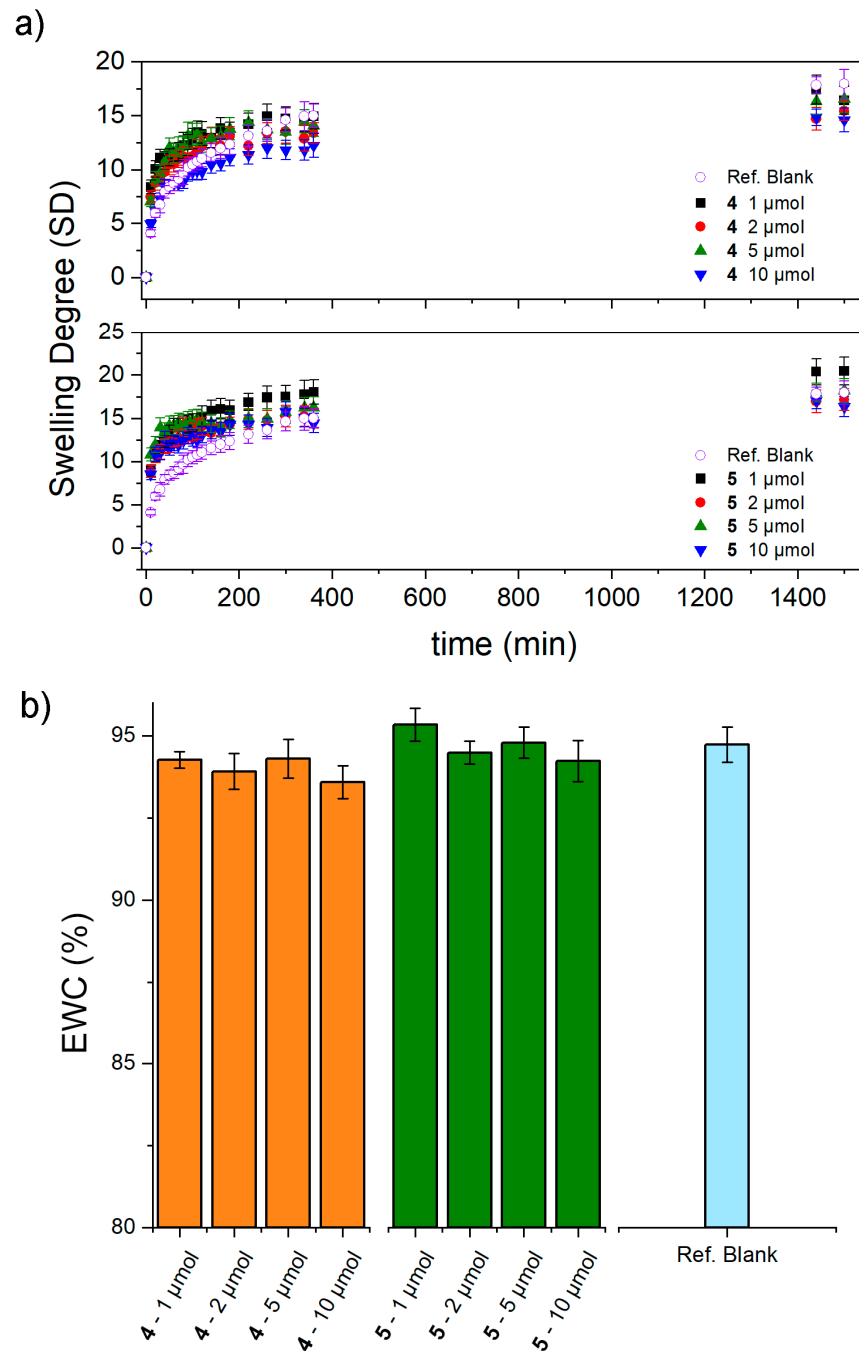 a)
20
15
10
5
0
Swelling Degree (SD)
Ref. Blank
4 1 µmol
4 2 µmol
4 5 µmol
4 10 µmol
25
20
15
10
5
0
Ref. Blank
5 1 µmol
5 2 µmol
5 5 µmol
5 10 µmol
0 200 400 600 800 1000 1200 1400
time (min)
b)
95
90
85
80
EWC (%)
4 - 1 µmol
4 - 2 µmol
4 - 5 µmol
4 - 10 µmol
5 - 1 µmol
5 - 2 µmol
5 - 5 µmol
5 - 10 µmol
Ref. Blank